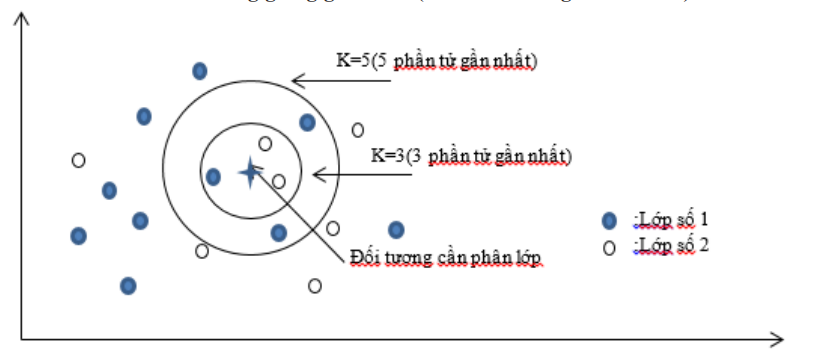 K=5(5 phần tử gần nhất)
K=3(3 phần tử gần nhất)
:Lớp số 1
:Lớp số 2
Đối tương cần phân lớp